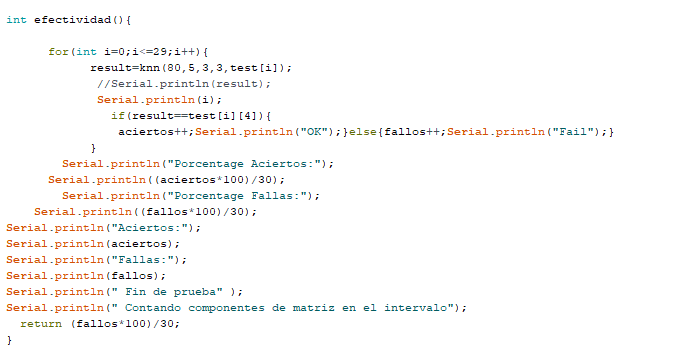 int efectividad(){
for(int i=0;i<=29;i++){
result=knn(80,5,3,3,test[i]);
//Serial.println(result);
Serial.println(i);
if(result==test[i][4]){
aciertos++;Serial.println("OK");}else{fallos++;Serial.println("Fail");}
}
Serial.println("Porcentage Aciertos:");
Serial.println((aciertos*100)/30);
Serial.println("Porcentage Fallas:");
Serial.println((fallos*100)/30);
Serial.println("Aciertos:");
Serial.println(aciertos);
Serial.println("Fallas:");
Serial.println(fallos);
Serial.println(" Fin de prueba" );
Serial.println(" Contando componentes de matriz en el intervalo");
return (fallos*100)/30;
}